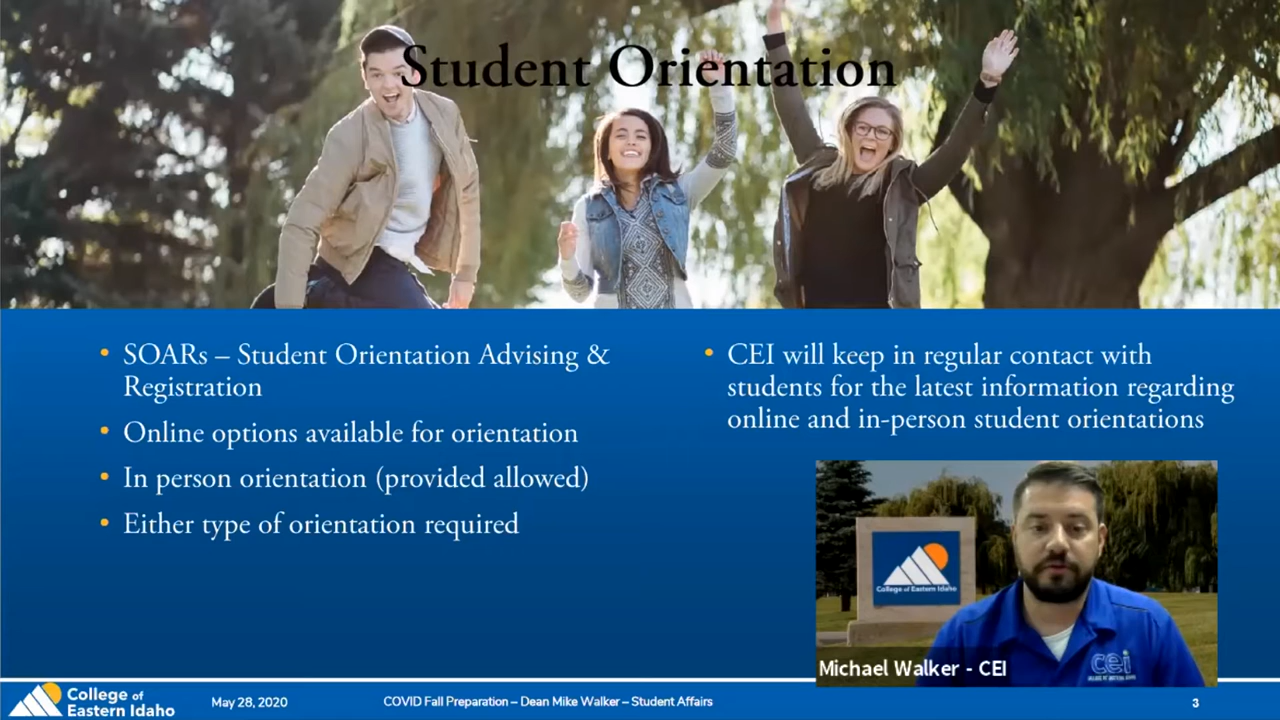 Student Orientation
• SOARs – Student Orientation Advising &
Registration
• Online options available for orientation
• In person orientation (provided allowed)
• Either type of orientation required
• CEI will keep in regular contact with
students for the latest information regarding
online and in-person student orientations
College of Eastern Idaho
cei
Michael Walker - CEI
College of
Eastern Idaho
May 28, 2020
COVID Fall Preparation – Dean Mike Walker – Student Affairs
3